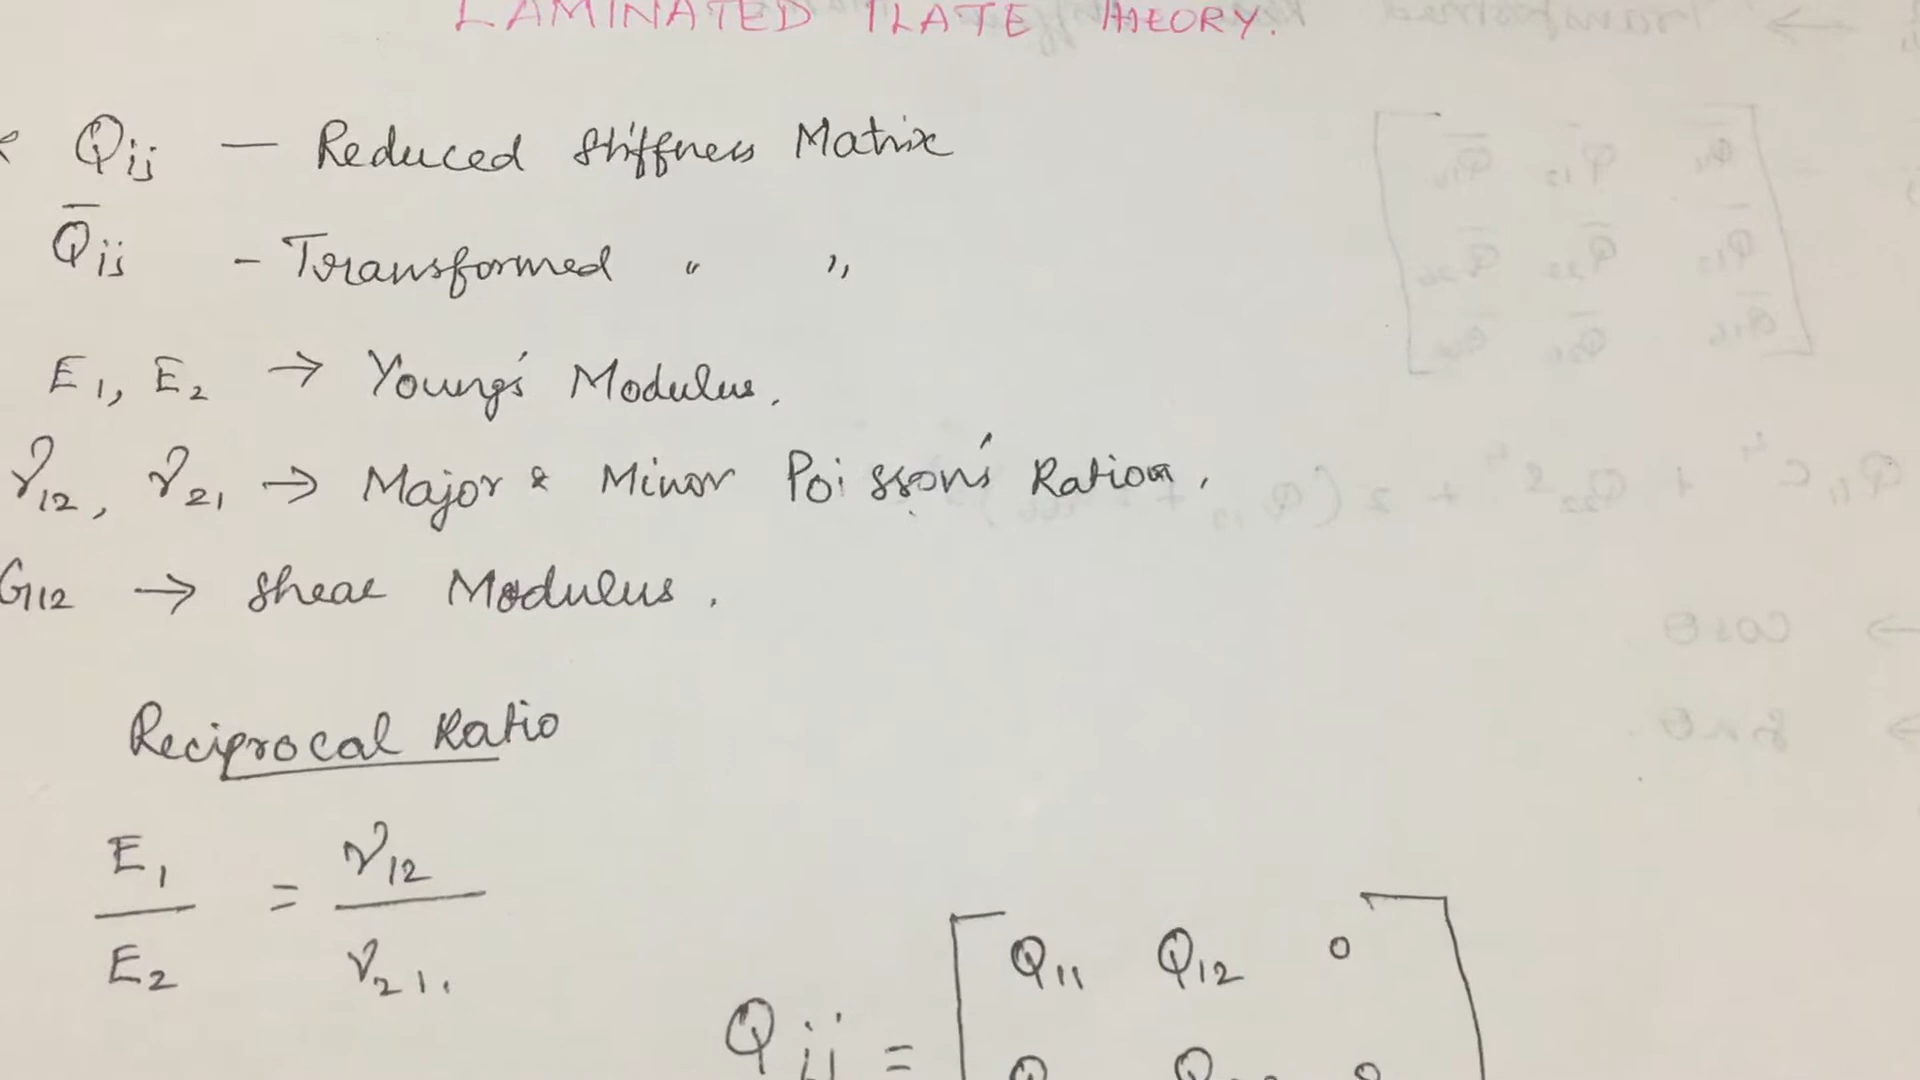 LAMINATED PLATE THEORY.
Qij — Reduced Stiffness Matrix
Q̄ij - Transformed " "
E1, E2 → Young's Modulus.
ν12, ν21 → Major & Minor Poisson's Ration.
G12 → Shear Modulus.
Reciprocal Ratio
E1 / E2 = ν12 / ν21.
Qij = [ Q11 Q12 0